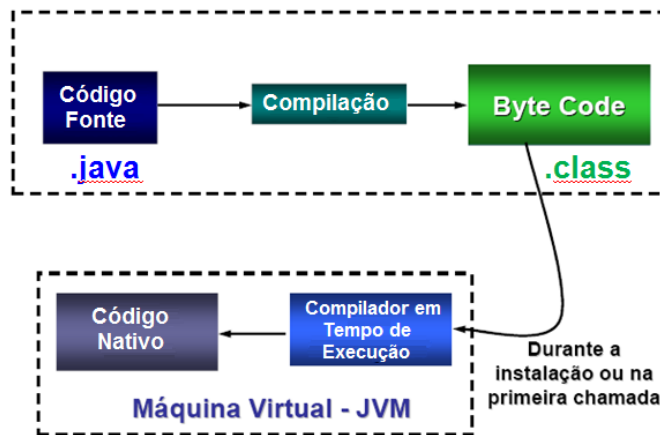 Código
Fonte
Compilação
Byte Code
.java
.class
Código
Nativo
Compilador em
Tempo de
Execução
Durante a
instalação ou na
primeira chamada
Máquina Virtual - JVM